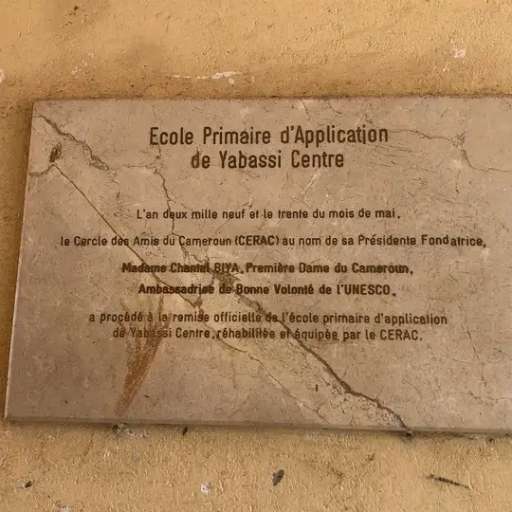 Ecole Primaire d'Application
de Yabassi Centre
L'an deux mille neuf et le trente du mois de mai,
le Cercle des Amis du Cameroun (CERAC) au nom de sa Présidente Fondatrice,
Madame Chantal BIYA, Première Dame du Cameroun,
Ambassadrice de Bonne Volonté de l'UNESCO,
a procédé à la remise officielle de l'école primaire d'application
de Yabassi Centre, réhabilitée et équipée par le CERAC.